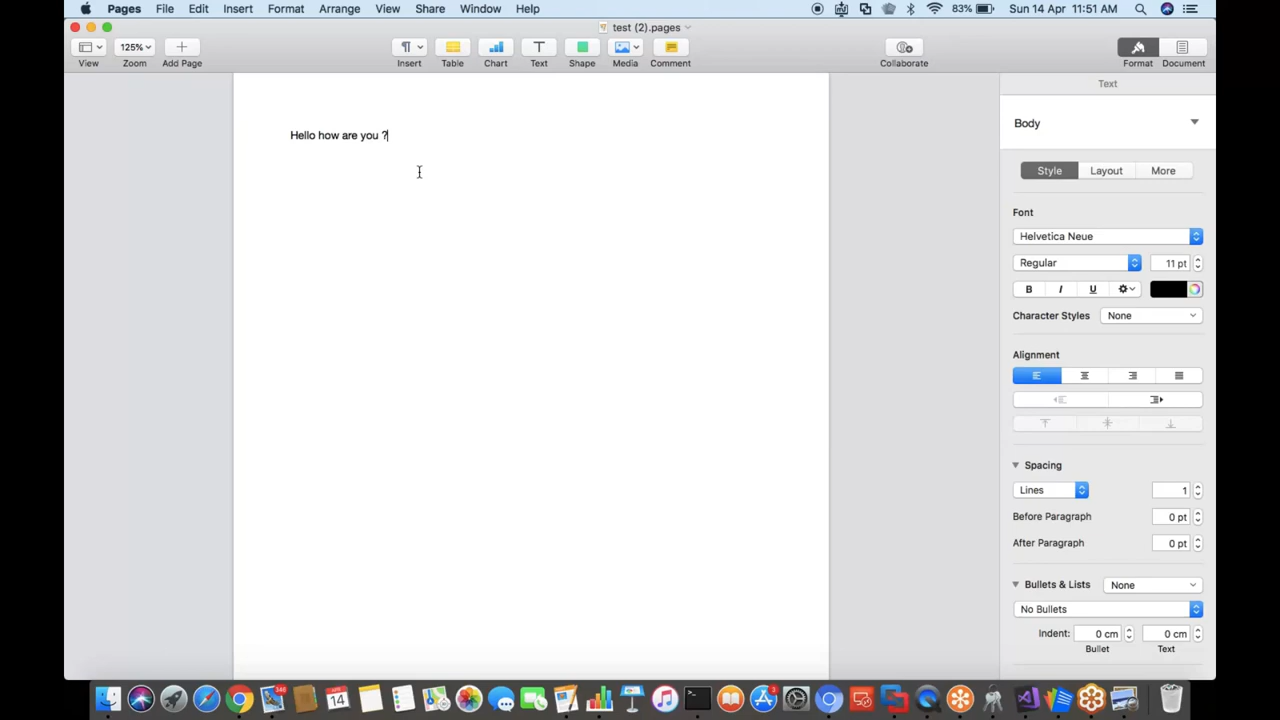 Pages File Edit Insert Format Arrange View Share Window Help 83% Sun 14 Apr 11:51 AM
test (2).pages
125%
View Zoom Add Page Insert Table Chart Text Shape Media Comment Collaborate Format Document
Text
Hello how are you ?
Body
Style Layout More
Font
Helvetica Neue
Regular 11 pt
B I U
Character Styles None
Alignment
Spacing
Lines 1
Before Paragraph 0 pt
After Paragraph 0 pt
Bullets & Lists None
No Bullets
Indent: 0 cm 0 cm
Bullet Text